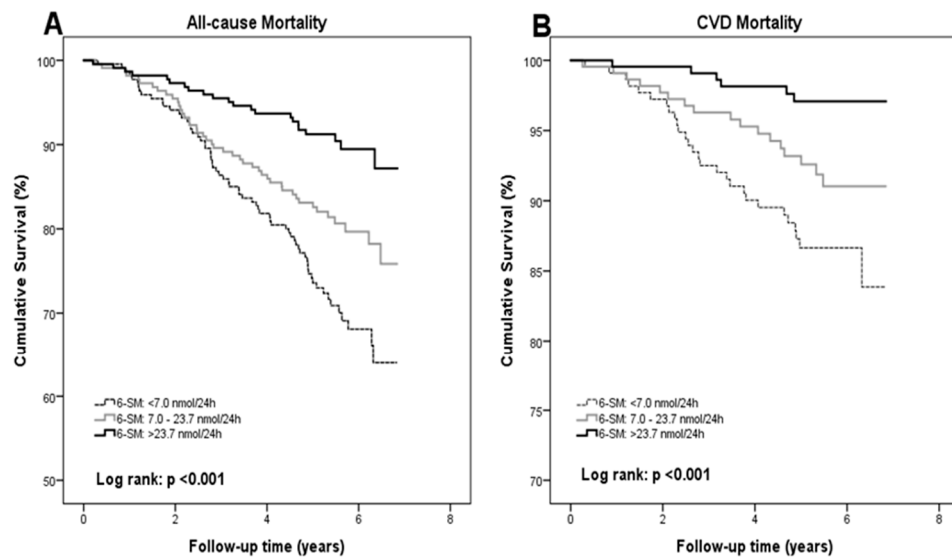 A
All-cause Mortality
Cumulative Survival (%)
100
90
80
70
60
50
6-SM: <7.0 nmol/24h
6-SM: 7.0 - 23.7 nmol/24h
6-SM: >23.7 nmol/24h
Log rank: p <0.001
0 2 4 6 8
Follow-up time (years)
B
CVD Mortality
Cumulative Survival (%)
100
95
90
85
80
75
70
6-SM: <7.0 nmol/24h
6-SM: 7.0 - 23.7 nmol/24h
6-SM: >23.7 nmol/24h
Log rank: p <0.001
0 2 4 6 8
Follow-up time (years)